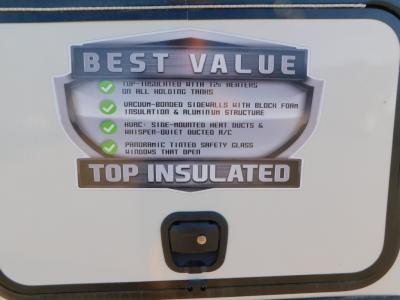 BEST VALUE
TOP-INSULATED WITH 12V HEATERS
ON ALL HOLDING TANKS
VACUUM-BONDED SIDEWALLS WITH BLOCK FOAM
INSULATION & ALUMINUM STRUCTURE
HVAC: SIDE-MOUNTED HEAT DUCTS &
WHISPER-QUIET DUCTED A/C
PANORAMIC TINTED SAFETY GLASS
WINDOWS THAT OPEN
TOP INSULATED